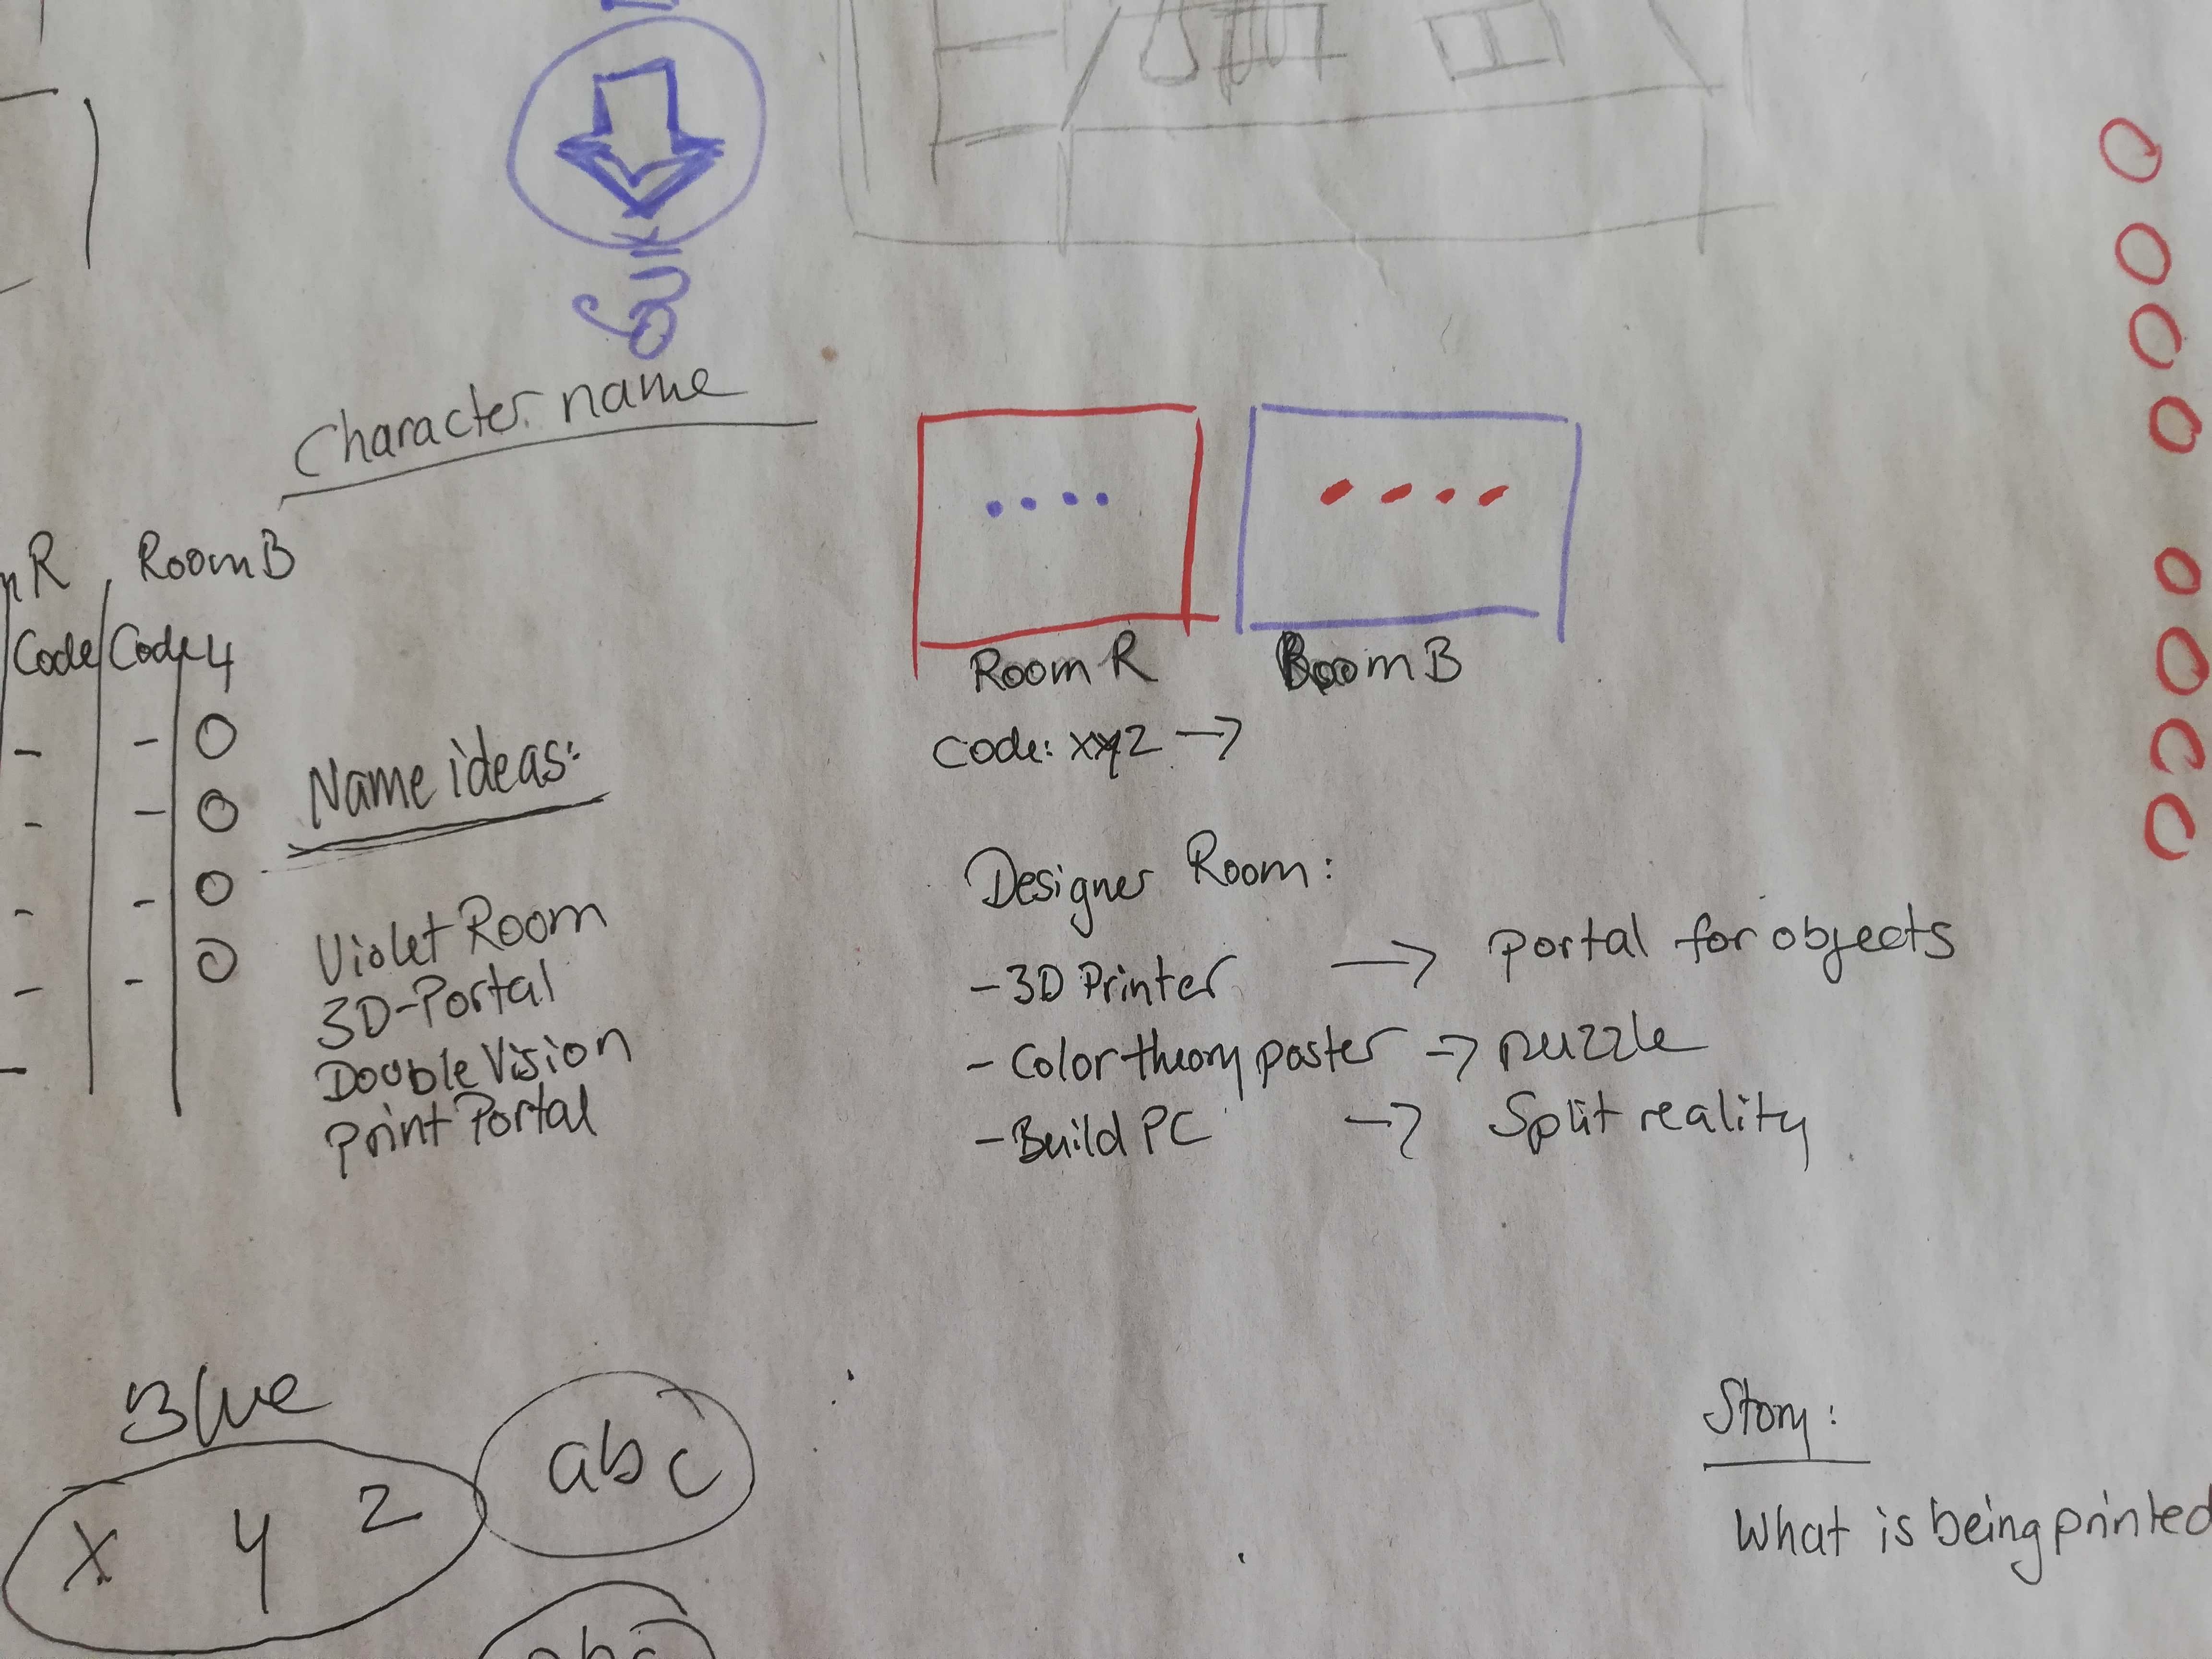 Character name
R Room B
Code Code 4
Name ideas:
Violet Room
3D-Portal
Double Vision
Print Portal
Room R Room B
Code: xyz →
Designer Room:
- 3D Printer → portal for objects
- Color theory poster → puzzle
- Build PC → Split reality
Blue
x y z
abc
abc
Story:
What is being printed